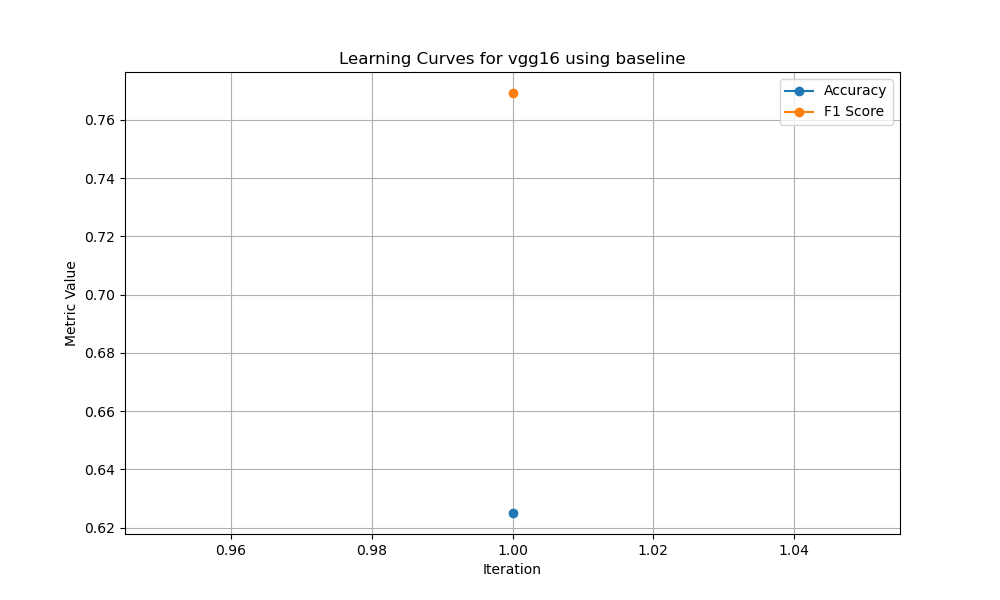 Learning Curves for vgg16 using baseline
Accuracy
F1 Score
0.76
0.74
0.72
0.70
0.68
0.66
0.64
0.62
Metric Value
0.96 0.98 1.00 1.02 1.04
Iteration